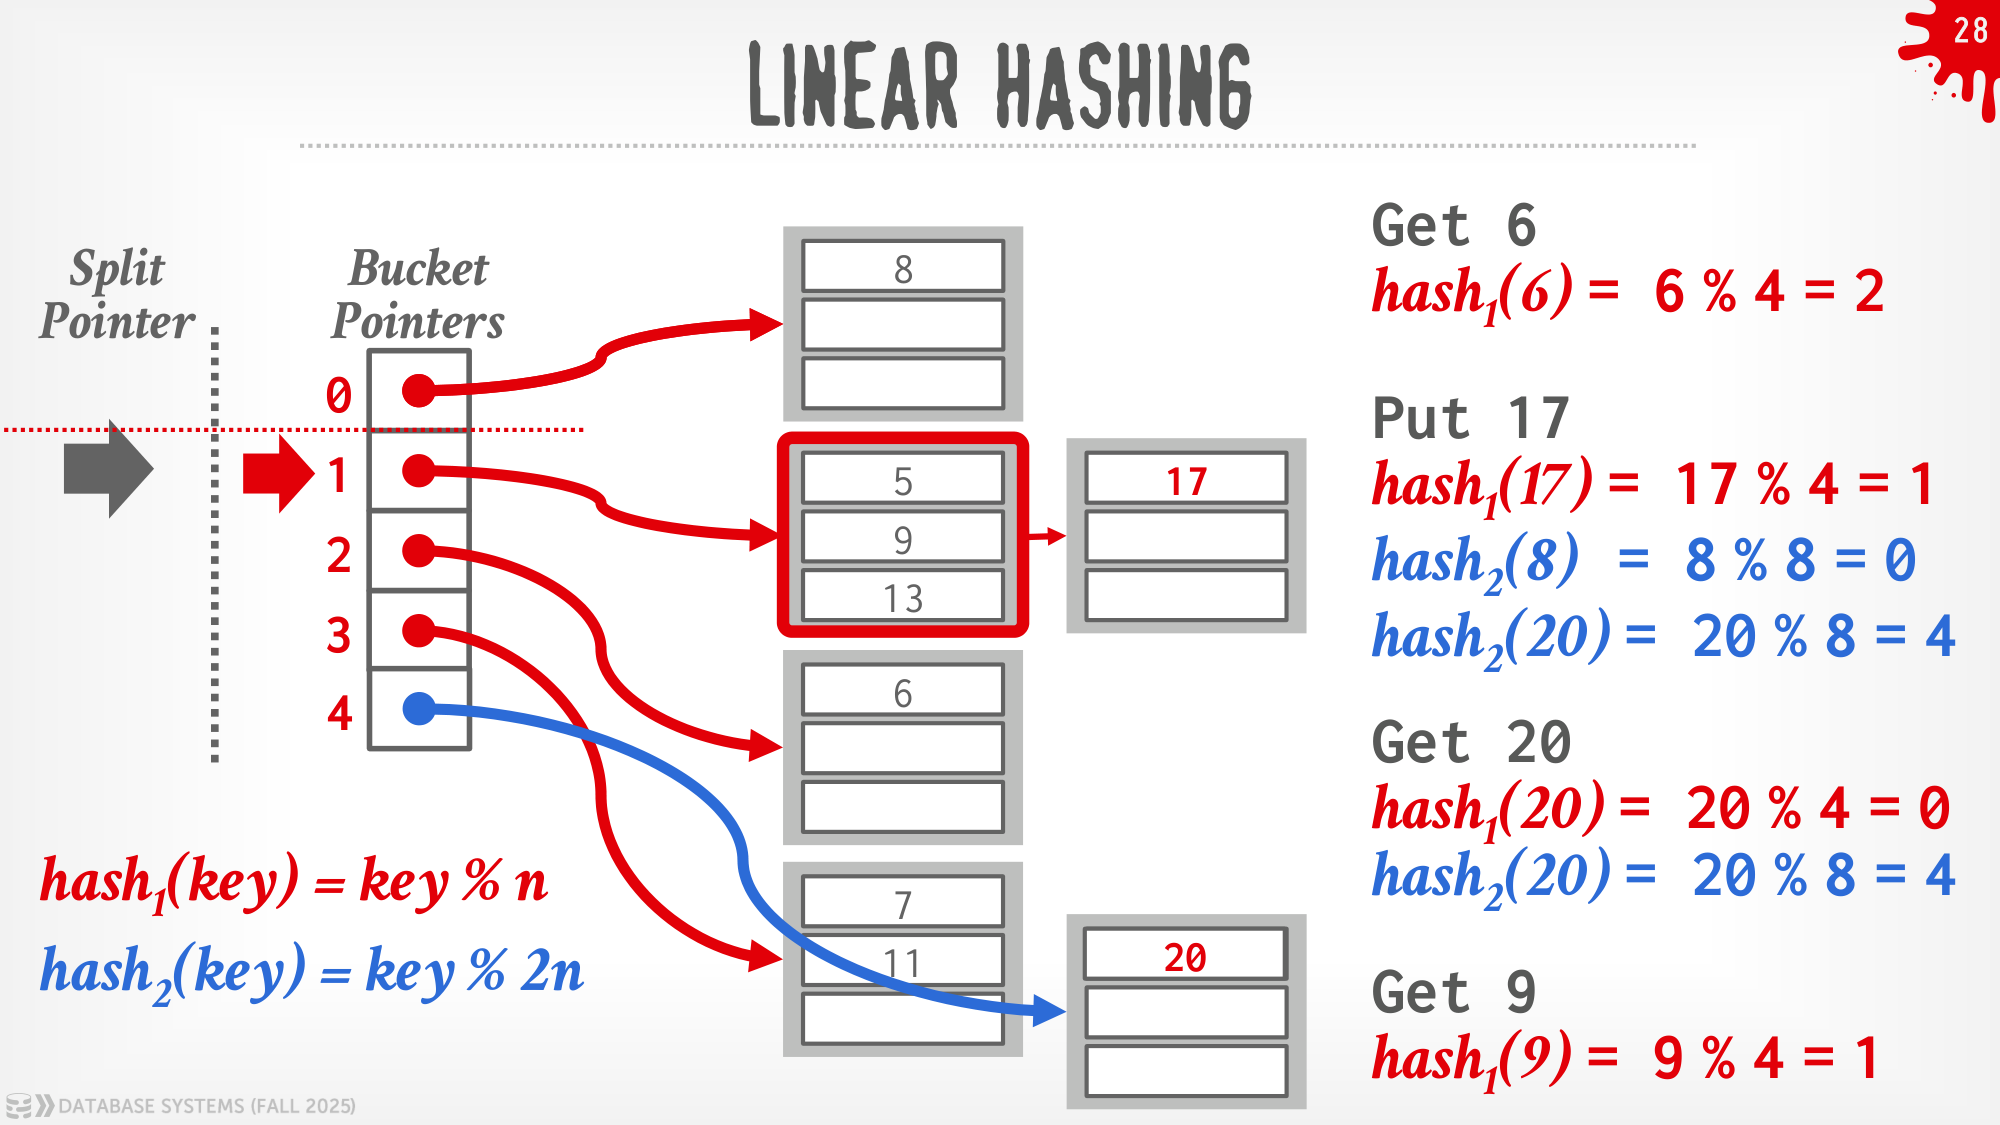 28
LINEAR HASHING
Split
Pointer
Bucket
Pointers
0
1
2
3
4
8
5
9
13
17
6
7
11
20
hash1(key) = key % n
hash2(key) = key % 2n
Get 6
hash1(6) = 6 % 4 = 2
Put 17
hash1(17) = 17 % 4 = 1
hash2(8) = 8 % 8 = 0
hash2(20) = 20 % 8 = 4
Get 20
hash1(20) = 20 % 4 = 0
hash2(20) = 20 % 8 = 4
Get 9
hash1(9) = 9 % 4 = 1
DATABASE SYSTEMS (FALL 2025)